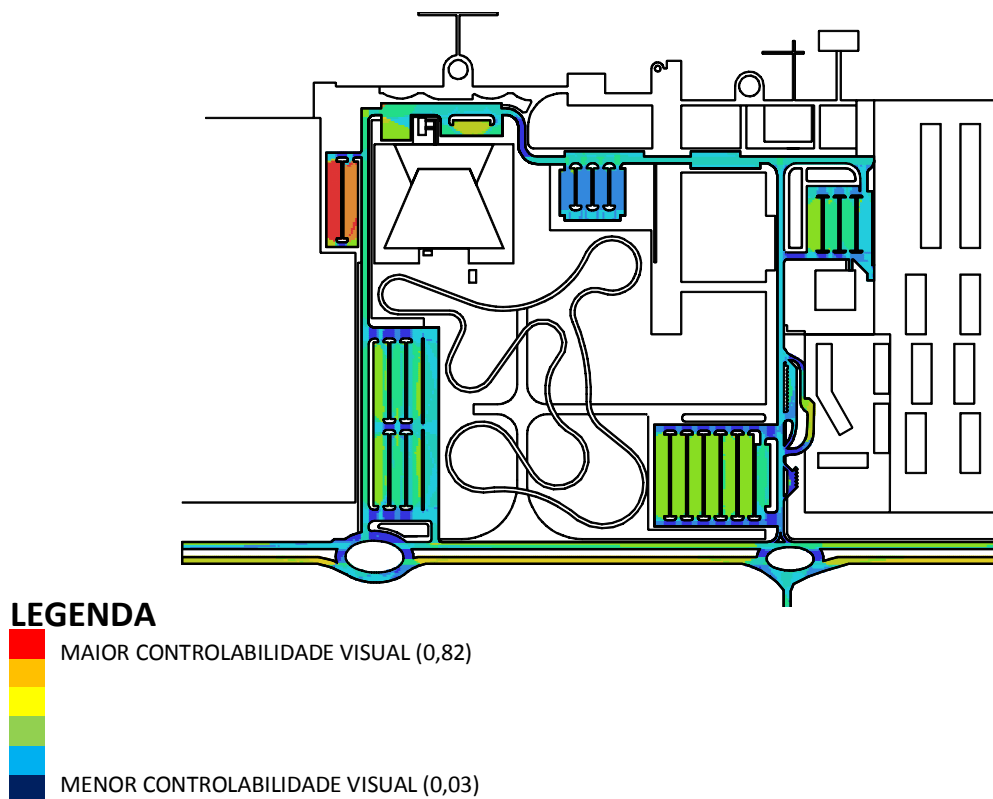 LEGENDA
MAIOR CONTROLABILIDADE VISUAL (0,82)
MENOR CONTROLABILIDADE VISUAL (0,03)